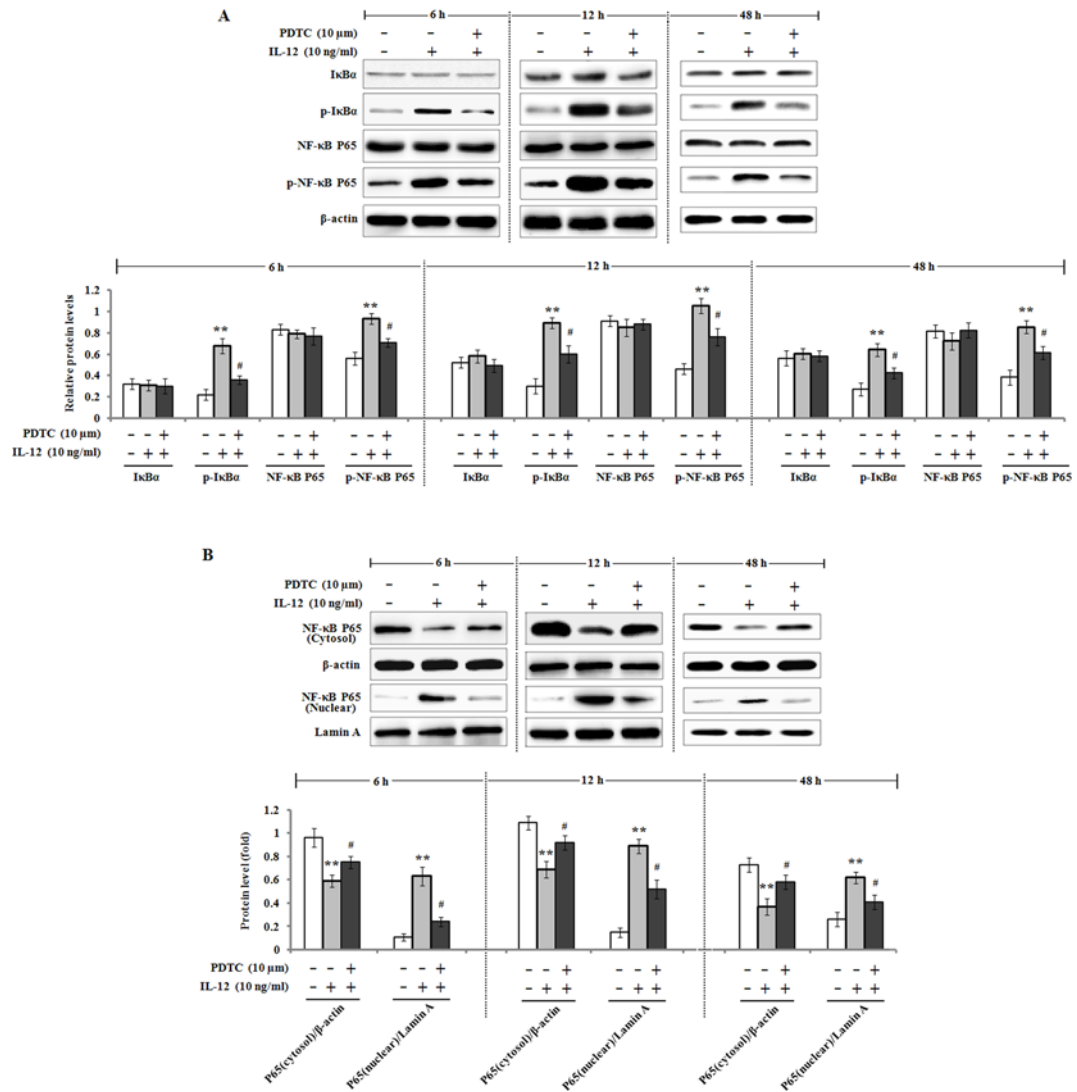 A
6 h 12 h 48 h
PDTC (10 µm) - - + - - + - - +
IL-12 (10 ng/ml) - + + - + + - + +
IκBα
p-IκBα
NF-κB P65
p-NF-κB P65
β-actin
6 h 12 h 48 h
Relative protein levels
1.2
1
0.8
0.6
0.4
0.2
0
** # ** # ** # ** # ** # ** #
PDTC (10 µm) - - + - - + - - + - - + - - + - - + - - + - - + - - + - - + - - + - - +
IL-12 (10 ng/ml) - + + - + + - + + - + + - + + - + + - + + - + + - + + - + + - + + - + +
IκBα p-IκBα NF-κB P65 p-NF-κB P65 IκBα p-IκBα NF-κB P65 p-NF-κB P65 IκBα p-IκBα NF-κB P65 p-NF-κB P65
B
6 h 12 h 48 h
PDTC (10 µm) - - + - - + - - +
IL-12 (10 ng/ml) - + + - + + - + +
NF-κB P65
(Cytosol)
β-actin
NF-κB P65
(Nuclear)
Lamin A
6 h 12 h 48 h
Protein level (fold)
1.2
1
0.8
0.6
0.4
0.2
0
** # ** # ** # ** # ** # ** #
PDTC (10 µm) - - + - - + - - + - - + - - + - - +
IL-12 (10 ng/ml) - + + - + + - + + - + + - + + - + +
P65(cytosol)/β-actin P65(nuclear)/Lamin A P65(cytosol)/β-actin P65(nuclear)/Lamin A P65(cytosol)/β-actin P65(nuclear)/Lamin A